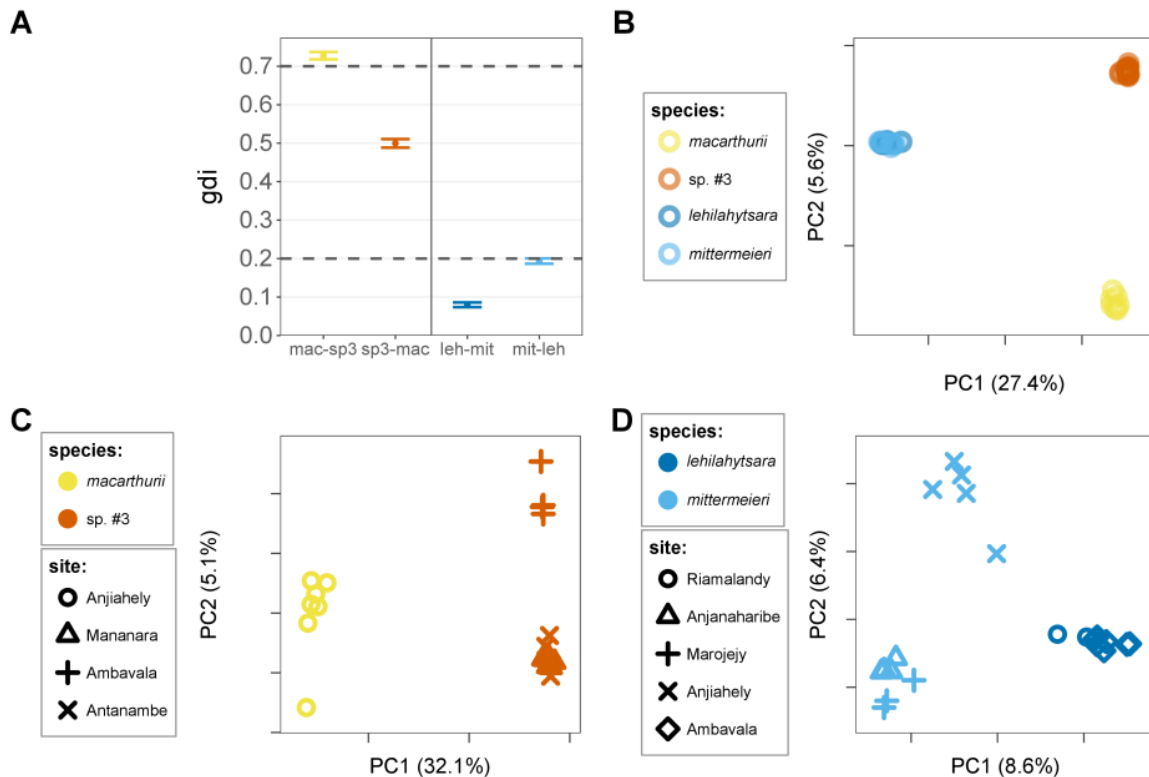 A
0.7
0.6
0.5
0.4
0.3
0.2
0.1
0.0
gdi
mac-sp3 sp3-mac leh-mit mit-leh
B
species:
macarthurii
sp. #3
lehilahytsara
mittermeieri
PC2 (5.6%)
PC1 (27.4%)
C
species:
macarthurii
sp. #3
site:
Anjiahely
Mananara
Ambavala
Antanambe
PC2 (5.1%)
PC1 (32.1%)
D
species:
lehilahytsara
mittermeieri
site:
Riamalandy
Anjanaharibe
Marojejy
Anjiahely
Ambavala
PC2 (6.4%)
PC1 (8.6%)